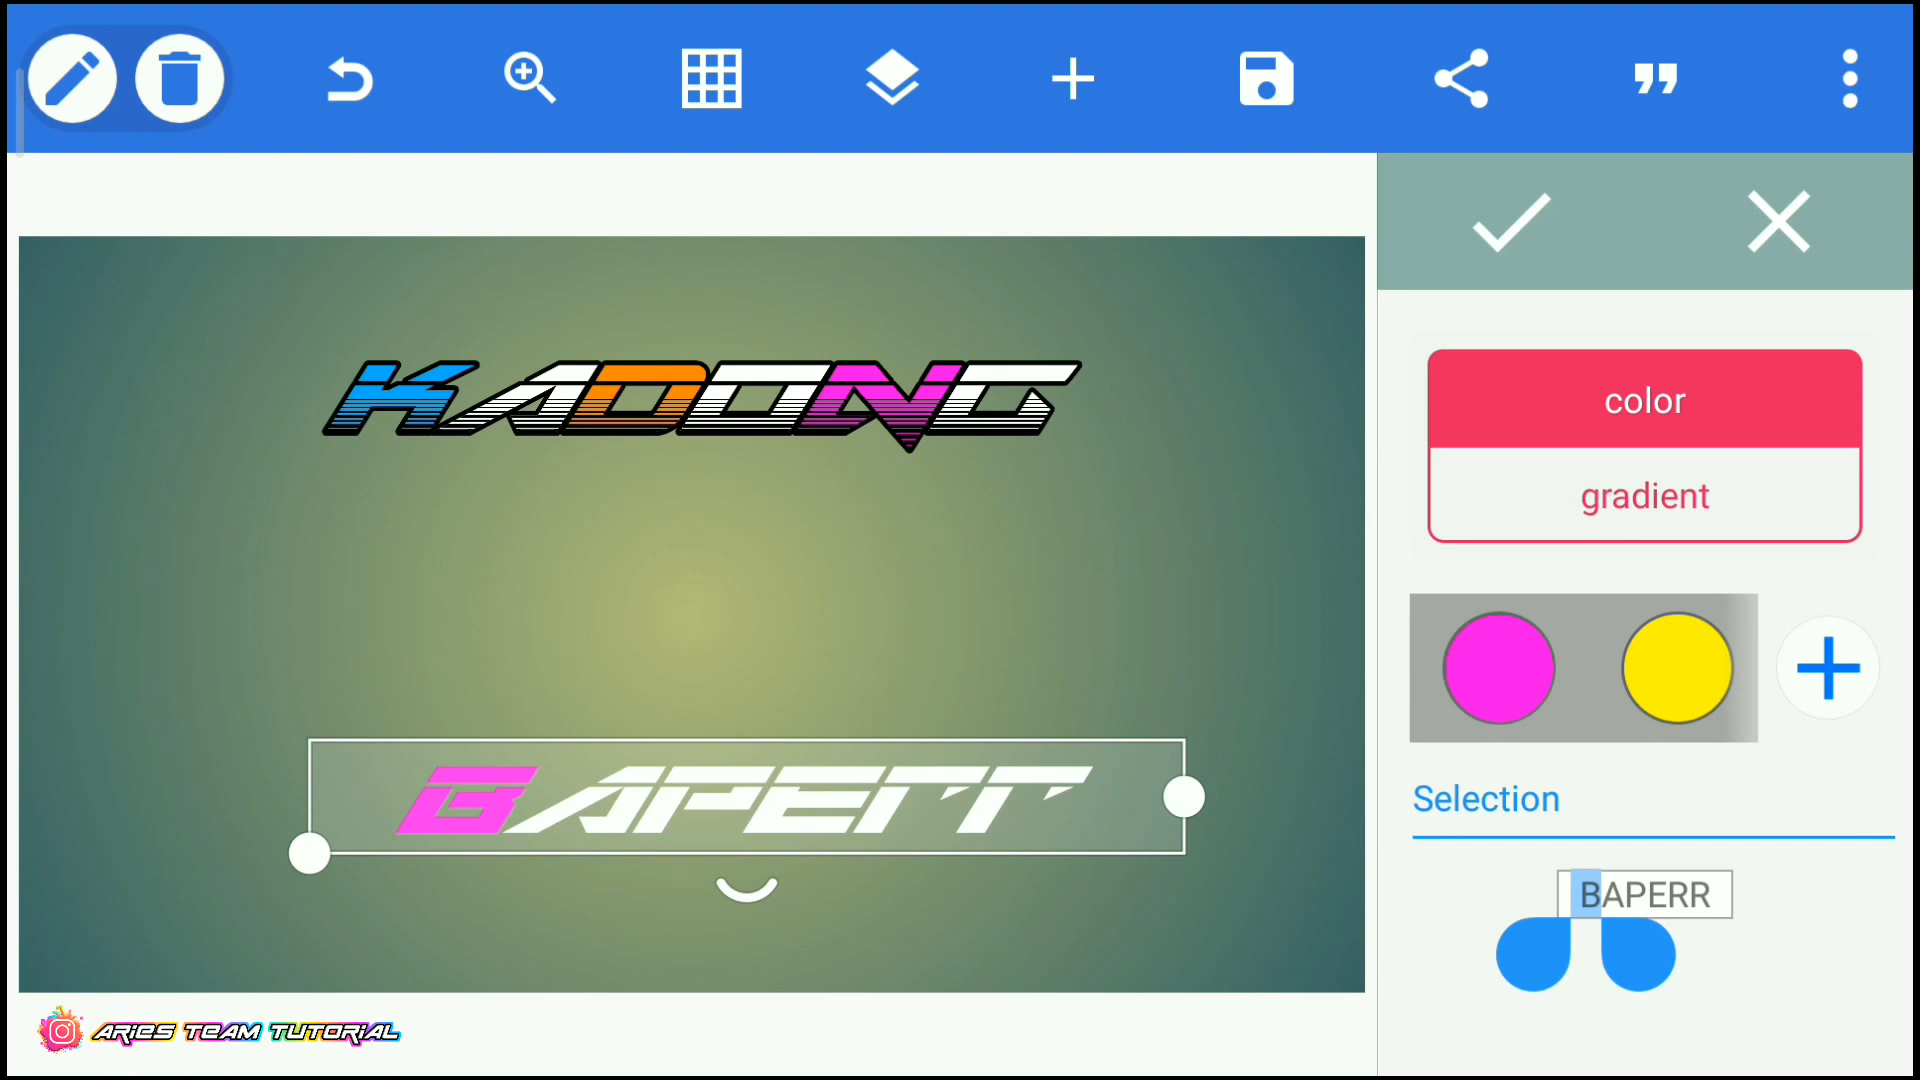 color
KADONG
gradient
Selection
BAPERR
BAPERR
ARIES TEAM TUTORIAL